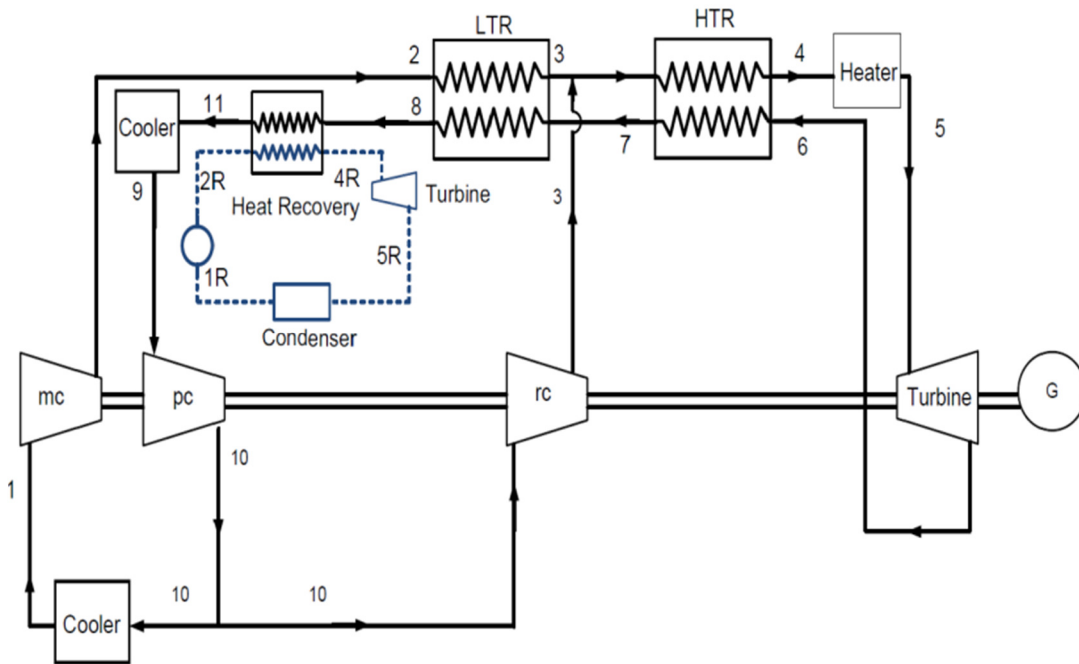 LTR
HTR
2
3
4
Heater
11
8
Cooler
7
6
5
9
2R
4R
Turbine
Heat Recovery
3
1R
5R
Condenser
mc
pc
rc
Turbine
G
10
1
10
10
Cooler